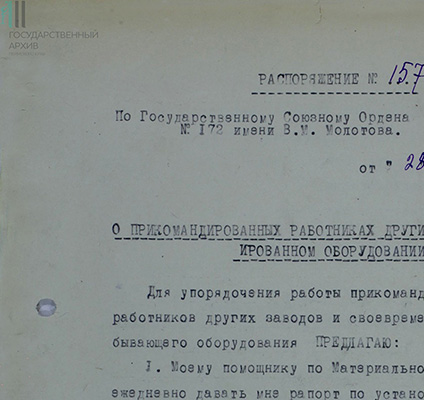 ГОСУДАРСТВЕННЫЙ
АРХИВ
РАСПОРЯЖЕНИЕ № 157
По Государственному Союзному Ордена
№ 172 имени В.М. Молотова.
от " 28
О ПРИКОМАНДИРОВАННЫХ РАБОТНИКАХ ДРУГИ
ИРОВАННОМ ОБОРУДОВАНИИ
Для упорядочения работы прикоманд
работников других заводов и своевреме
бывающего оборудования ПРЕДЛАГАЮ:
I. Моему помощнику по Материально
ежедневно давать мне рапорт по устано